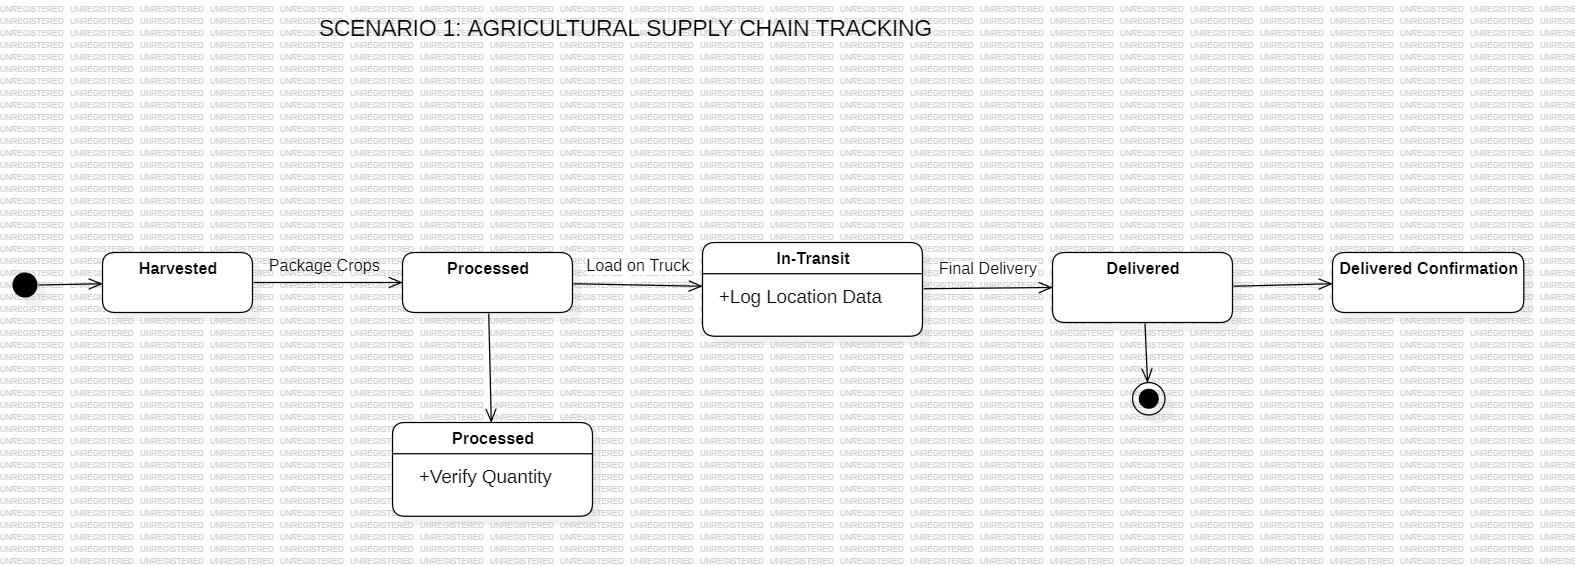 SCENARIO 1: AGRICULTURAL SUPPLY CHAIN TRACKING
Harvested
Package Crops
Processed
Load on Truck
In-Transit
+Log Location Data
Final Delivery
Delivered
Delivered Confirmation
Processed
+Verify Quantity
UNREGISTERED